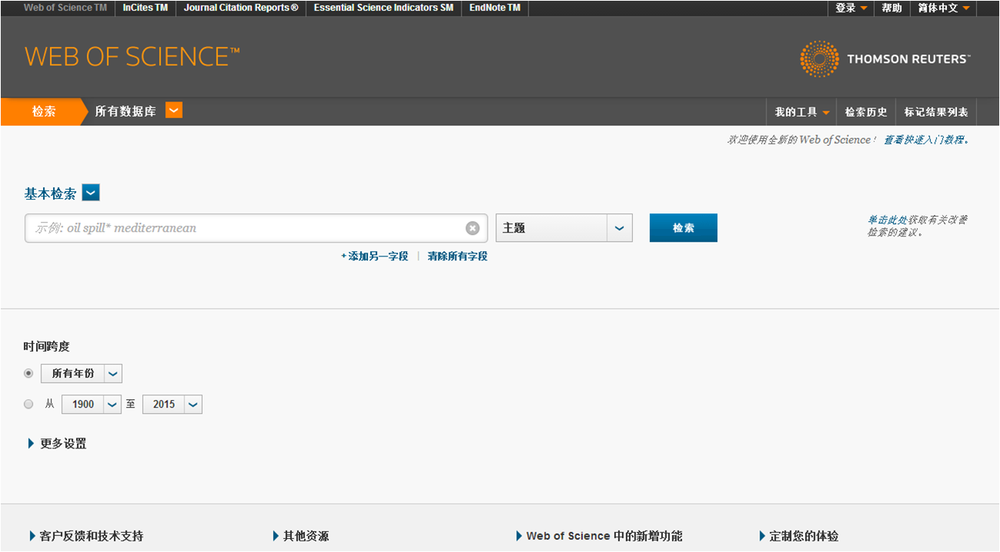 Web of Science TM InCites TM Journal Citation Reports ® Essential Science Indicators SM EndNote TM 登录 帮助 简体中文
WEB OF SCIENCE™ THOMSON REUTERS™
检索 所有数据库 我的工具 检索历史 标记结果列表
欢迎使用全新的 Web of Science! 查看快速入门教程。
基本检索
示例: oil spill* mediterranean 主题 检索
单击此处获取有关改善
检索的建议。
+ 添加另一字段 | 清除所有字段
时间跨度
所有年份
从 1900 至 2015
更多设置
客户反馈和技术支持 其他资源 Web of Science 中的新增功能 定制您的体验